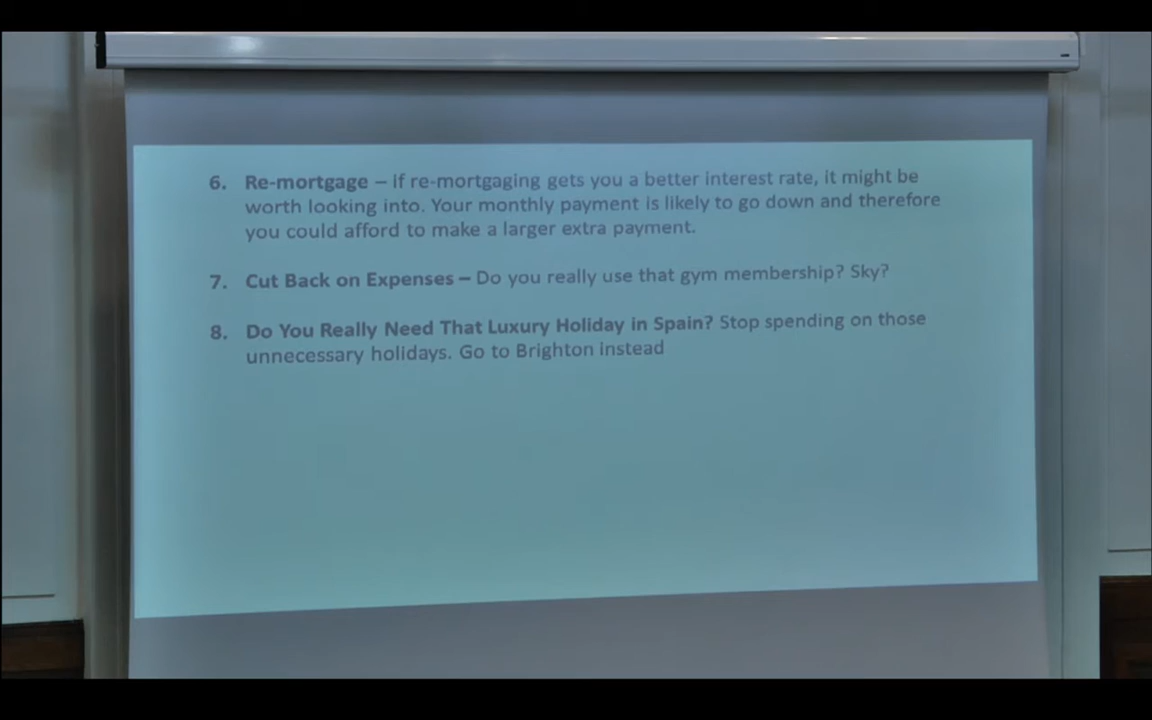 6. Re-mortgage – If re-mortgaging gets you a better interest rate, it might be
worth looking into. Your monthly payment is likely to go down and therefore
you could afford to make a larger extra payment.
7. Cut Back on Expenses – Do you really use that gym membership? Sky?
8. Do You Really Need That Luxury Holiday in Spain? Stop spending on those
unnecessary holidays. Go to Brighton instead